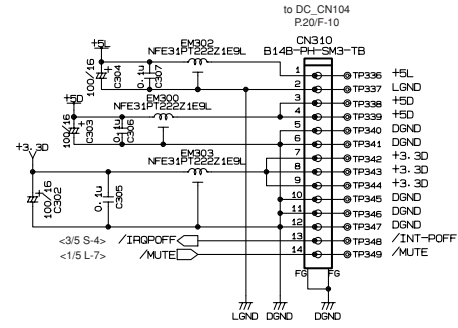 to DC_CN104
P.20/F-10
CN310
B14B-PH-SM3-TB
+5L
EM302
NFE31PT222Z1E9L
100/16
C304
0.1u
C307
1 TP336 +5L
2 TP337 LGND
3 TP338 +5D
4 TP339 +5D
5 TP340 DGND
6 TP341 DGND
7 TP342 +3.3D
8 TP343 +3.3D
9 TP344 +3.3D
10 TP345 DGND
11 TP346 DGND
12 TP347 DGND
13 TP348 /INT-POFF
14 TP349 /MUTE
+5D
EM300
NFE31PT222Z1E9L
100/16
C303
0.1u
C306
+3.3D
EM303
NFE31PT222Z1E9L
100/16
C302
0.1u
C305
<3/5 S-4> /IRQPOFF
<1/5 L-7> /MUTE
FG FG
LGND DGND DGND